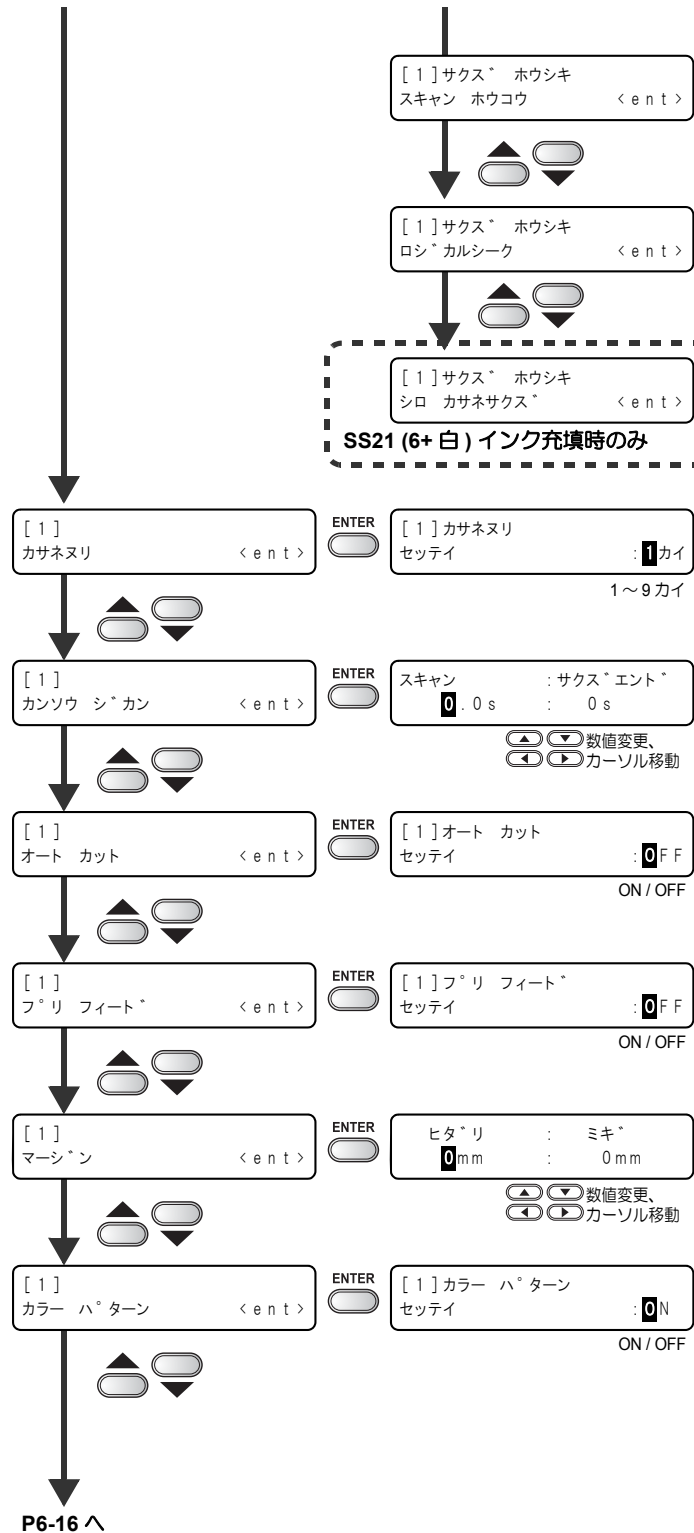 [1]サクズ ホウシキ
スキャン ホウコウ <ent>
[1]サクズ ホウシキ
ロジカルシーク <ent>
[1]サクズ ホウシキ
シロ カサネサクズ <ent>
SS21 (6+ 白 ) インク充填時のみ
[1]
カサネヌリ <ent>
ENTER
[1]カサネヌリ
セッテイ :1カイ
1～9カイ
[1]
カンソウ ジカン <ent>
ENTER
スキャン :サクズエンド
0.0s : 0s
数値変更、
カーソル移動
[1]
オート カット <ent>
ENTER
[1]オート カット
セッテイ :OFF
ON / OFF
[1]
プリ フィード <ent>
ENTER
[1]プリ フィード
セッテイ :OFF
ON / OFF
[1]
マージン <ent>
ENTER
ヒダリ : ミギ
0mm : 0mm
数値変更、
カーソル移動
[1]
カラー パターン <ent>
ENTER
[1]カラー パターン
セッテイ :ON
ON / OFF
P6-16 へ